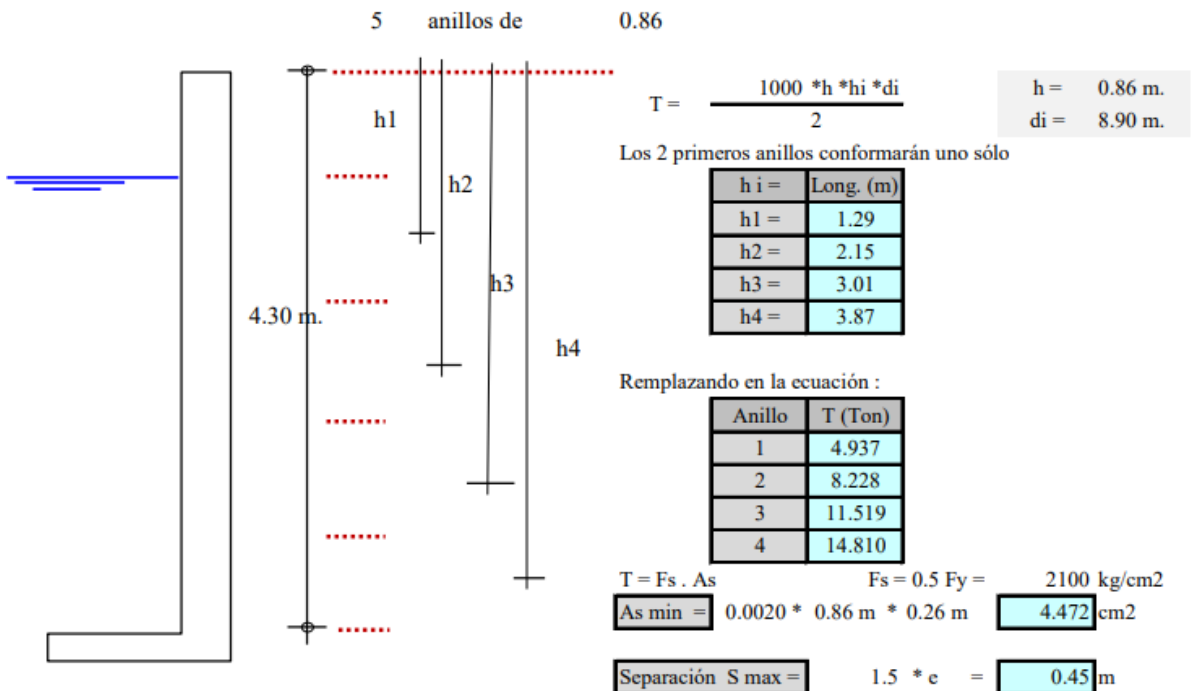 5 anillos de 0.86
T = 1000 *h *hi *di
2
h = 0.86 m.
di = 8.90 m.
h1
h2
h3
h4
4.30 m.
Los 2 primeros anillos conformarán uno sólo
h i = Long. (m)
h1 = 1.29
h2 = 2.15
h3 = 3.01
h4 = 3.87
Remplazando en la ecuación :
Anillo T (Ton)
1 4.937
2 8.228
3 11.519
4 14.810
T = Fs . As Fs = 0.5 Fy = 2100 kg/cm2
As min = 0.0020 * 0.86 m * 0.26 m 4.472 cm2
Separación S max = 1.5 * e = 0.45 m